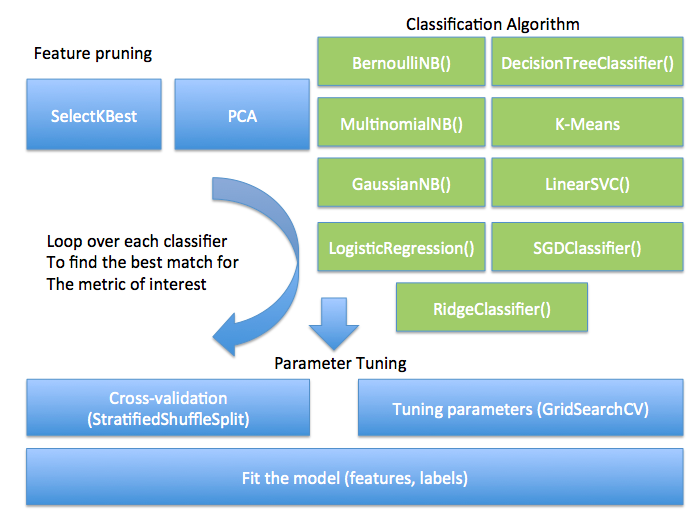 Classification Algorithm
Feature pruning
SelectKBest
PCA
BernoulliNB()
DecisionTreeClassifier()
MultinomialNB()
K-Means
GaussianNB()
LinearSVC()
LogisticRegression()
SGDClassifier()
RidgeClassifier()
Loop over each classifier
To find the best match for
The metric of interest
Parameter Tuning
Cross-validation
(StratifiedShuffleSplit)
Tuning parameters (GridSearchCV)
Fit the model (features, labels)